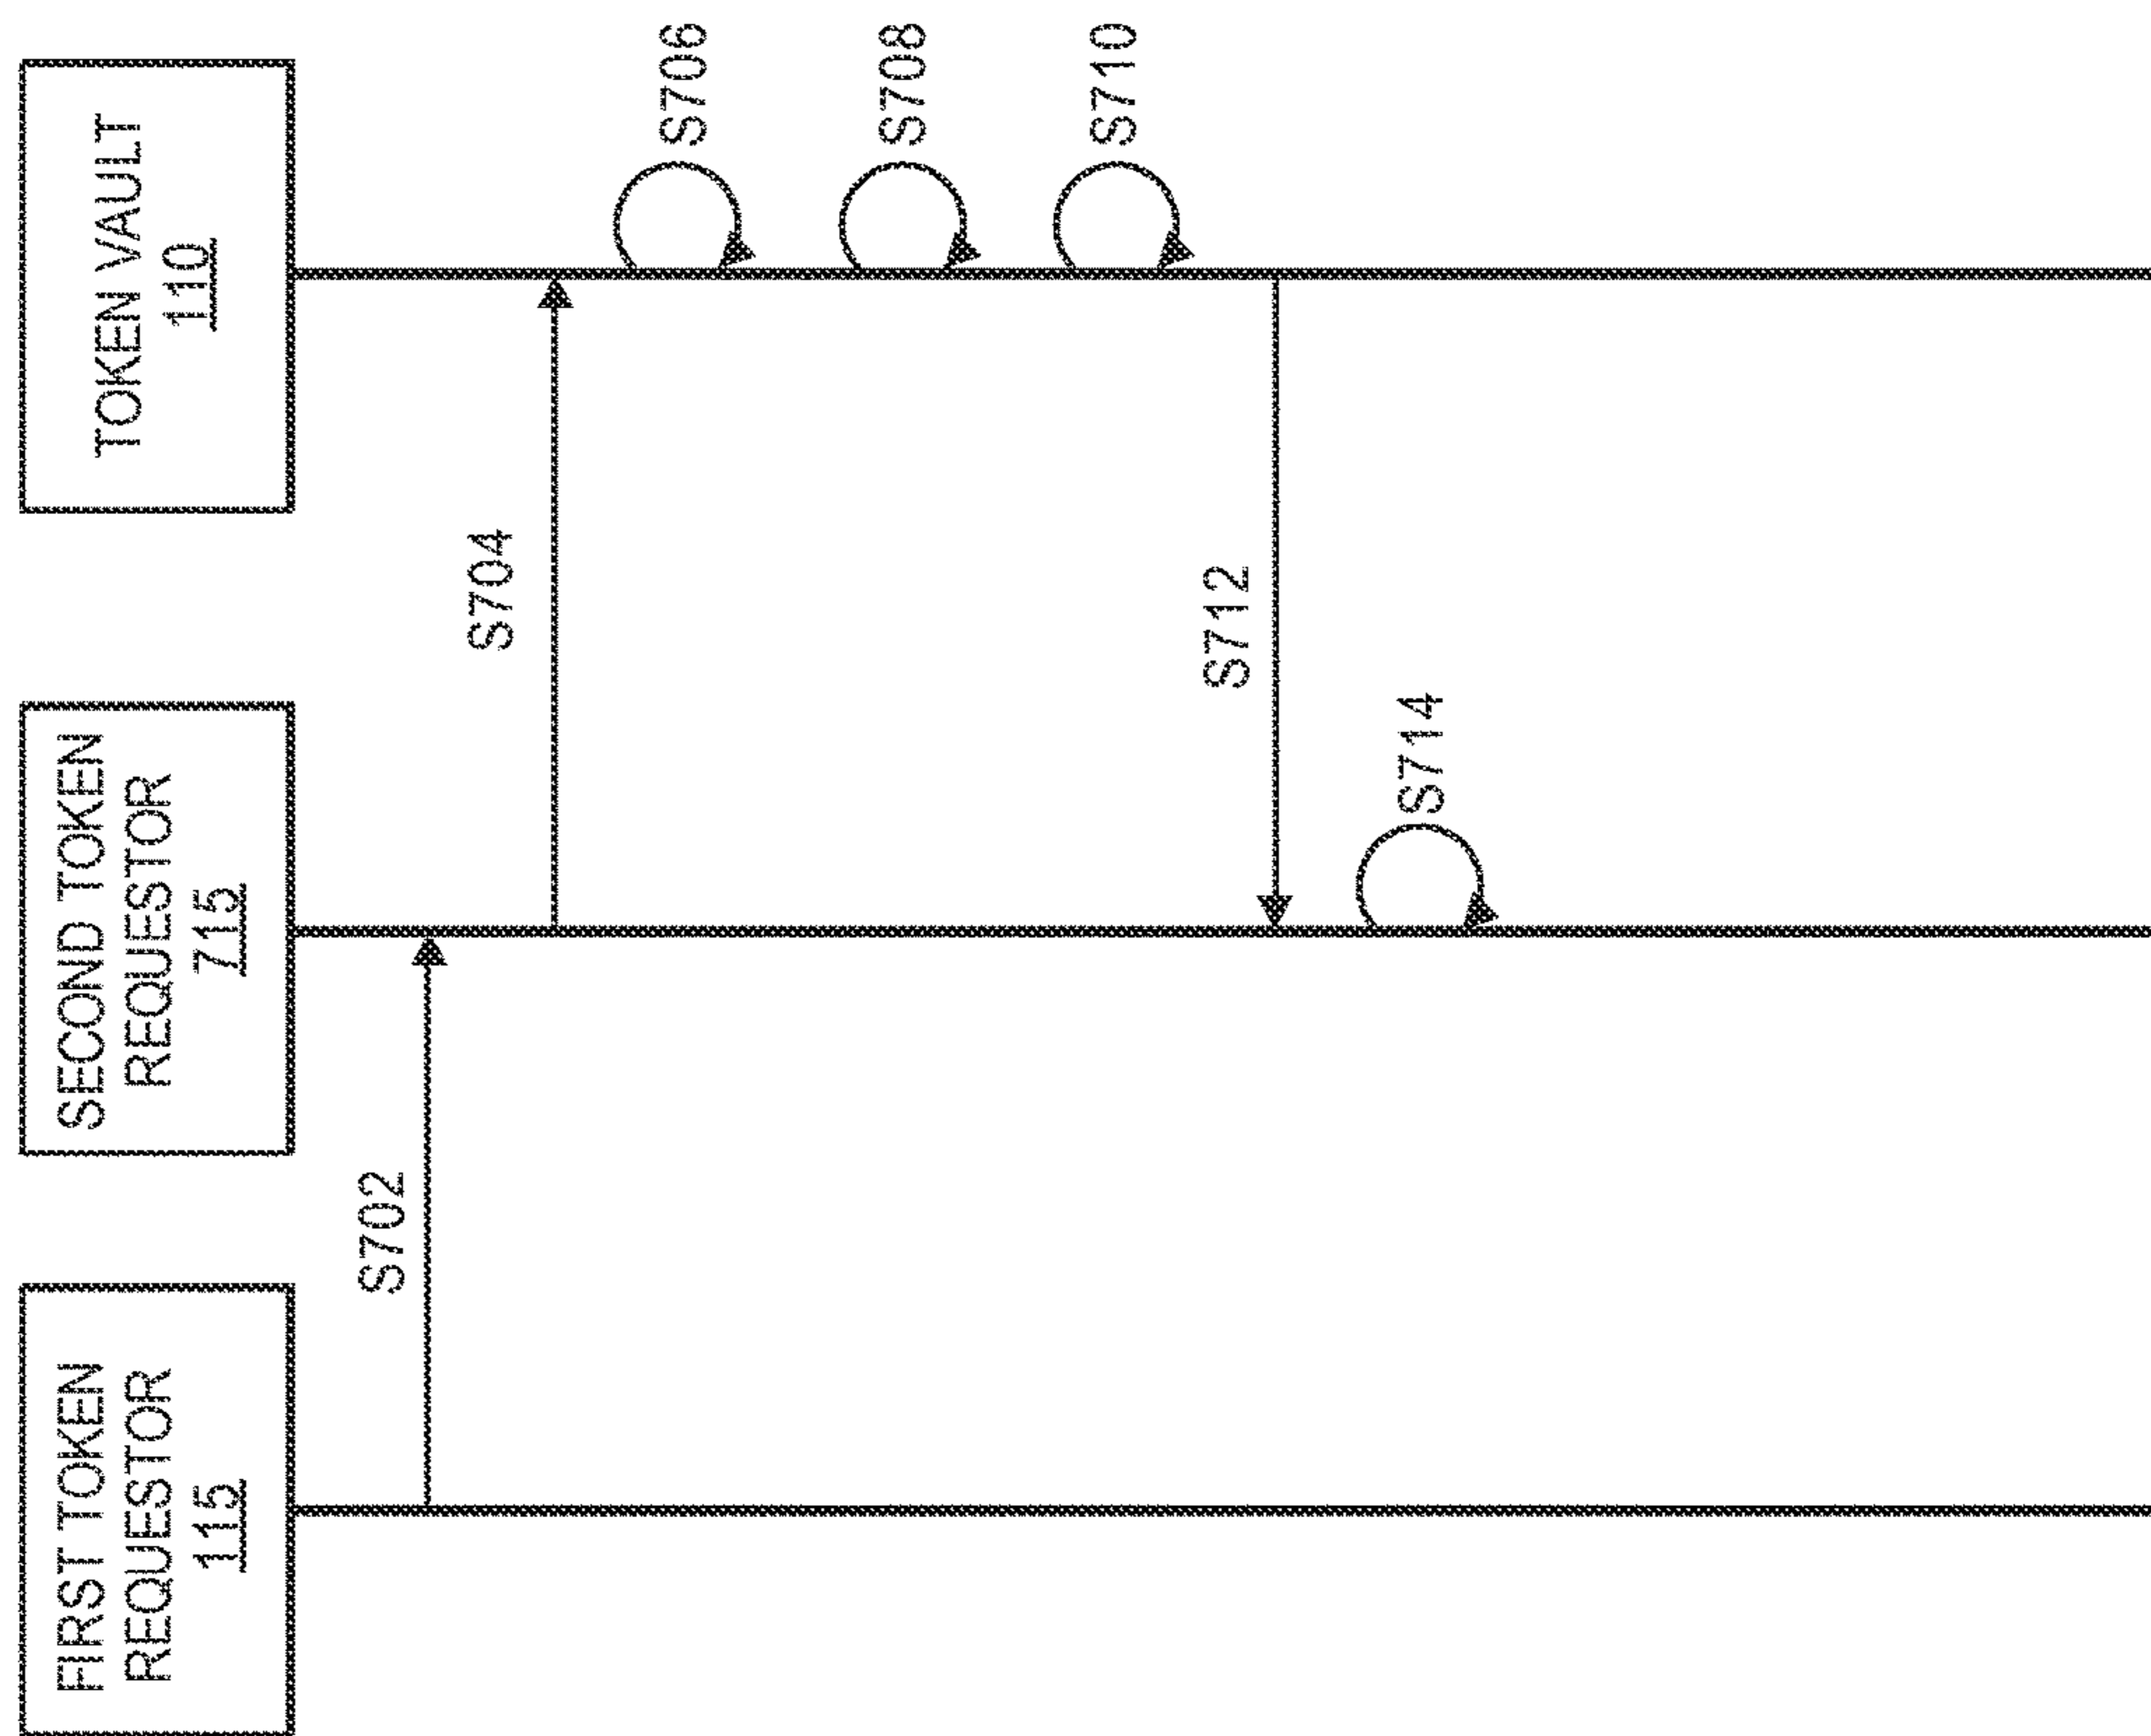 FIRST TOKEN
REQUESTOR
115
SECOND TOKEN
REQUESTOR
715
TOKEN VAULT
110
S702
S704
S706
S708
S710
S712
S714